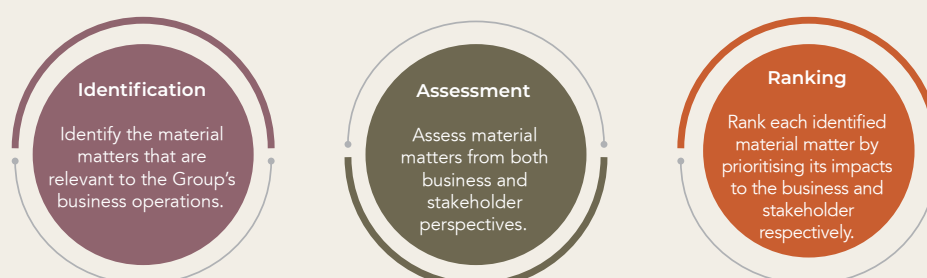 Identification
Identify the material
matters that are
relevant to the Group's
business operations.
Assessment
Assess material
matters from both
business and
stakeholder
perspectives.
Ranking
Rank each identified
material matter by
prioritising its impacts
to the business and
stakeholder
respectively.